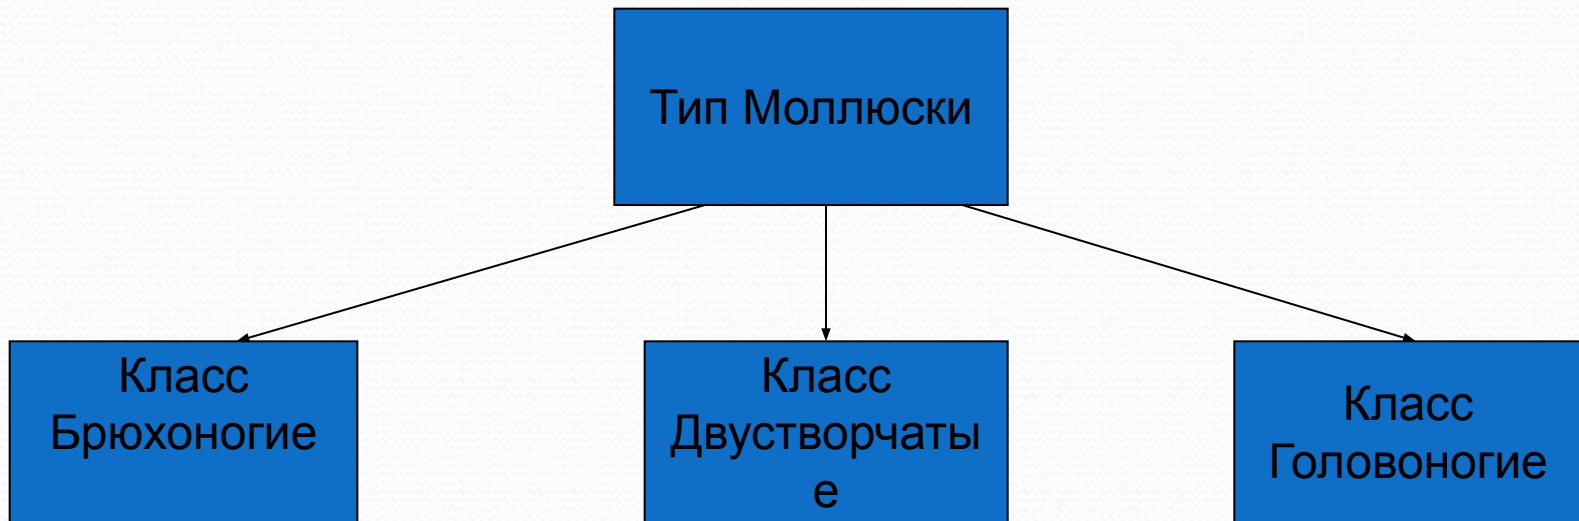 Тип Моллюски
Класс
Брюхоногие
Класс
Двустворчаты
е
Класс
Головоногие